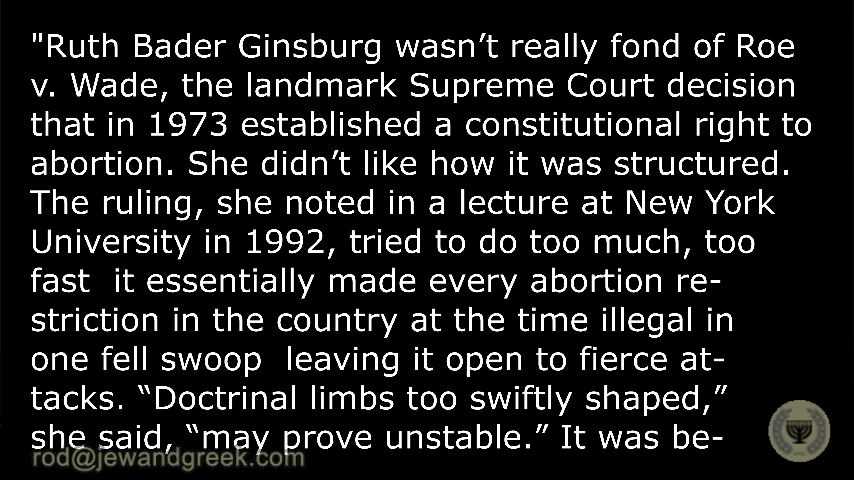 "Ruth Bader Ginsburg wasn’t really fond of Roe
v. Wade, the landmark Supreme Court decision
that in 1973 established a constitutional right to
abortion. She didn’t like how it was structured.
The ruling, she noted in a lecture at New York
University in 1992, tried to do too much, too
fast  it essentially made every abortion re-
striction in the country at the time illegal in
one fell swoop  leaving it open to fierce at-
tacks. “Doctrinal limbs too swiftly shaped,”
she said, “may prove unstable.” It was be-
rod@jewandgreek.com